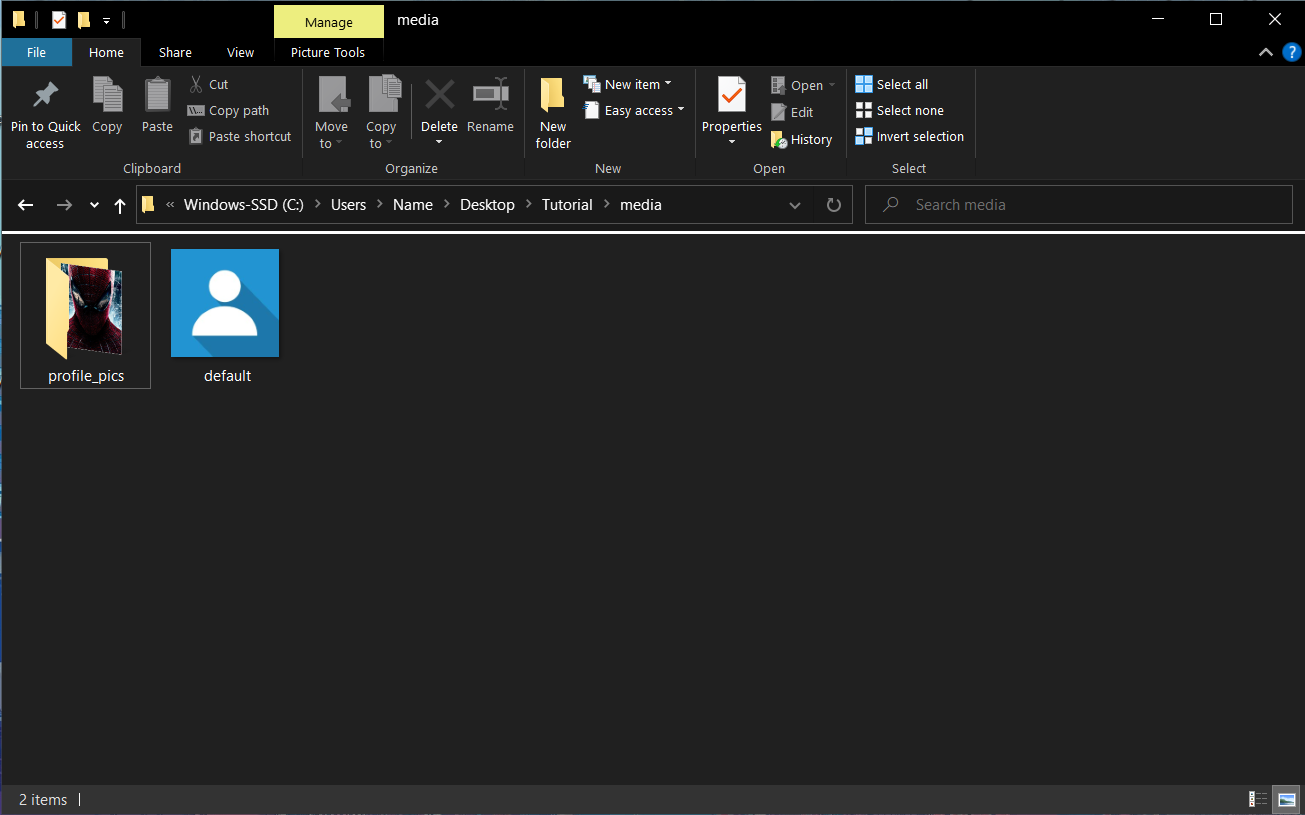 Manage media
File Home Share View Picture Tools
Pin to Quick access
Copy
Paste
Cut
Copy path
Paste shortcut
Clipboard
Move to
Copy to
Delete
Rename
Organize
New folder
New item
Easy access
New
Properties
Open
Edit
History
Open
Select all
Select none
Invert selection
Select
« Windows-SSD (C:) > Users > Name > Desktop > Tutorial > media
Search media
profile_pics
default
2 items